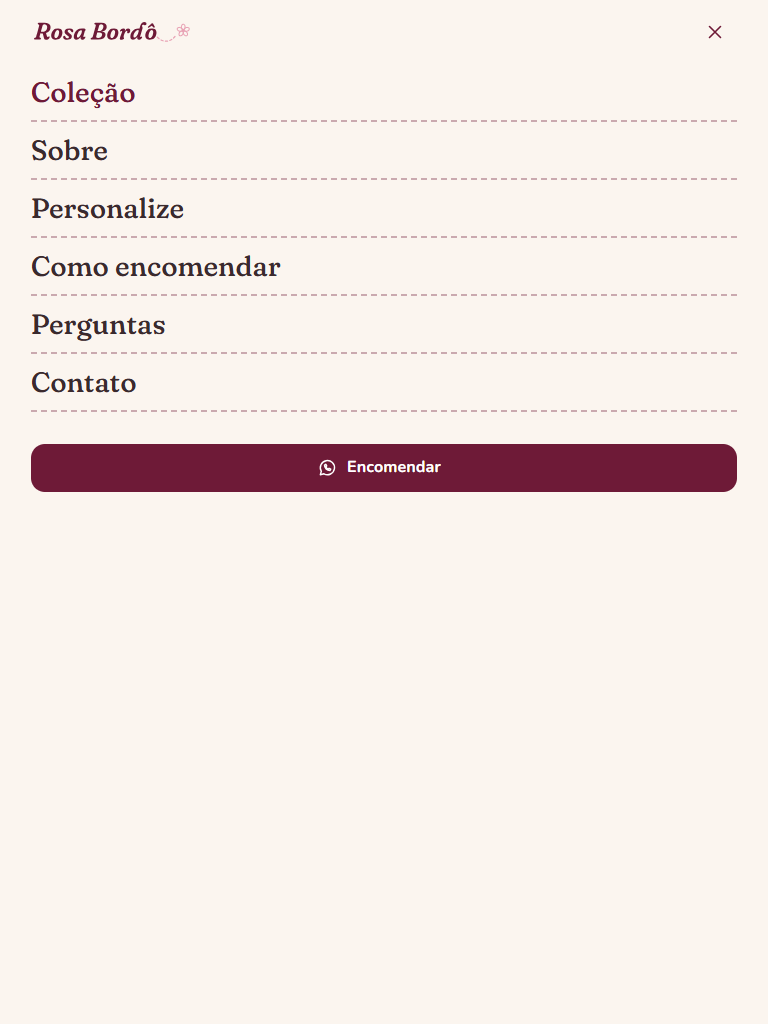 Rosa Bordô
Coleção
Sobre
Personalize
Como encomendar
Perguntas
Contato
Encomendar